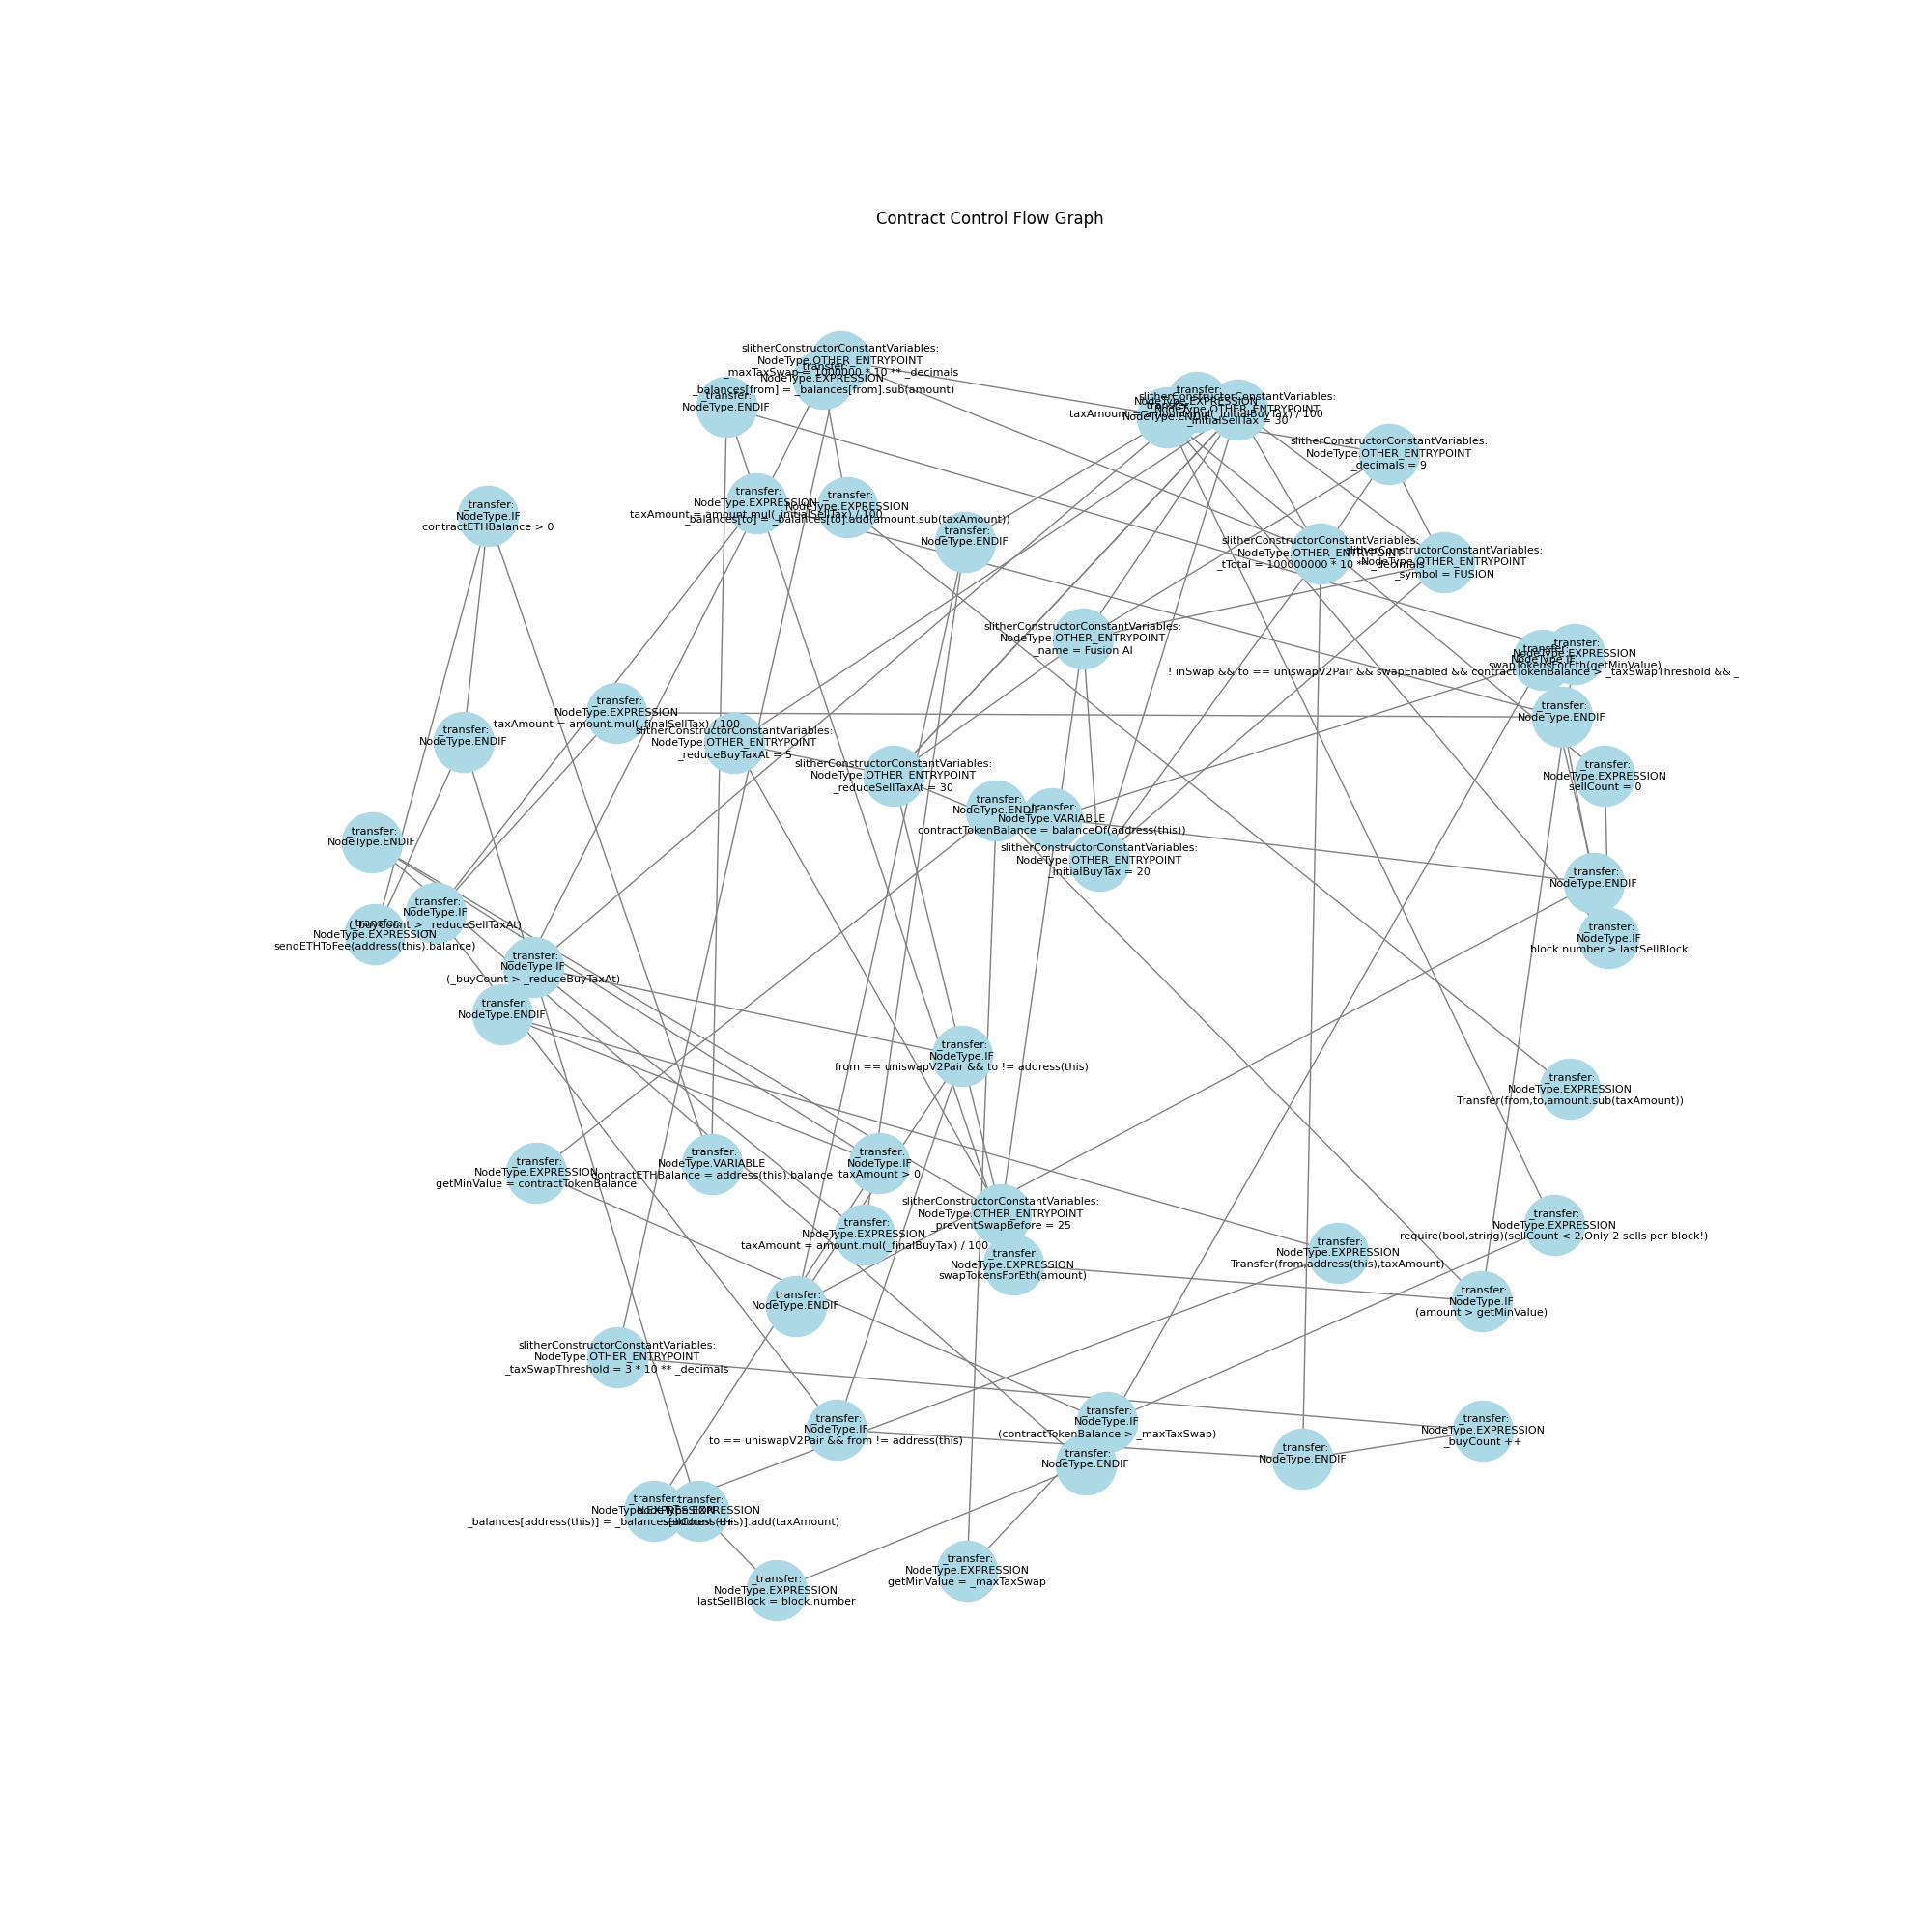 Contract Control Flow Graph
slitherConstructorConstantVariables:
NodeType.OTHER_ENTRYPOINT
_maxTaxSwap = 1000000 * 10 ** _decimals
_transfer:
NodeType.EXPRESSION
_balances[from] = _balances[from].sub(amount)
_transfer:
NodeType.ENDIF
_transfer:
NodeType.EXPRESSION
taxAmount = amount.mul(_initialBuyTax) / 100
NodeType.ENDIF
slitherConstructorConstantVariables:
NodeType.OTHER_ENTRYPOINT
_initialSellTax = 30
slitherConstructorConstantVariables:
NodeType.OTHER_ENTRYPOINT
_decimals = 9
_transfer:
NodeType.IF
contractETHBalance > 0
_transfer:
NodeType.EXPRESSION
taxAmount = amount.mul(_initialSellTax) / 100
_transfer:
NodeType.EXPRESSION
_balances[to] = _balances[to].add(amount.sub(taxAmount))
_transfer:
NodeType.ENDIF
slitherConstructorConstantVariables:
NodeType.OTHER_ENTRYPOINT
_tTotal = 100000000 * 10 ** _decimals
slitherConstructorConstantVariables:
NodeType.OTHER_ENTRYPOINT
_symbol = FUSION
slitherConstructorConstantVariables:
NodeType.OTHER_ENTRYPOINT
_name = Fusion AI
_transfer:
NodeType.EXPRESSION
swapTokensForEth(getMinValue)
_transfer:
NodeType.IF
! inSwap && to == uniswapV2Pair && swapEnabled && contractTokenBalance > _taxSwapThreshold && _
_transfer:
NodeType.EXPRESSION
taxAmount = amount.mul(_finalSellTax) / 100
_transfer:
NodeType.ENDIF
_transfer:
NodeType.ENDIF
slitherConstructorConstantVariables:
NodeType.OTHER_ENTRYPOINT
_reduceBuyTaxAt = 5
slitherConstructorConstantVariables:
NodeType.OTHER_ENTRYPOINT
_reduceSellTaxAt = 30
_transfer:
NodeType.EXPRESSION
sellCount = 0
_transfer:
NodeType.ENDIF
_transfer:
NodeType.VARIABLE
contractTokenBalance = balanceOf(address(this))
_transfer:
NodeType.ENDIF
slitherConstructorConstantVariables:
NodeType.OTHER_ENTRYPOINT
_initialBuyTax = 20
_transfer:
NodeType.ENDIF
_transfer:
NodeType.IF
(_buyCount > _reduceSellTaxAt)
_transfer:
NodeType.EXPRESSION
sendETHToFee(address(this).balance)
_transfer:
NodeType.IF
block.number > lastSellBlock
_transfer:
NodeType.IF
(_buyCount > _reduceBuyTaxAt)
_transfer:
NodeType.ENDIF
_transfer:
NodeType.IF
from == uniswapV2Pair && to != address(this)
_transfer:
NodeType.EXPRESSION
Transfer(from,to,amount.sub(taxAmount))
_transfer:
NodeType.EXPRESSION
getMinValue = contractTokenBalance
_transfer:
NodeType.VARIABLE
contractETHBalance = address(this).balance
_transfer:
NodeType.IF
taxAmount > 0
slitherConstructorConstantVariables:
NodeType.OTHER_ENTRYPOINT
_preventSwapBefore = 25
_transfer:
NodeType.EXPRESSION
taxAmount = amount.mul(_finalBuyTax) / 100
_transfer:
NodeType.EXPRESSION
require(bool,string)(sellCount < 2,Only 2 sells per block!)
_transfer:
NodeType.EXPRESSION
Transfer(from,address(this),taxAmount)
_transfer:
NodeType.EXPRESSION
swapTokensForEth(amount)
_transfer:
NodeType.ENDIF
_transfer:
NodeType.IF
(amount > getMinValue)
slitherConstructorConstantVariables:
NodeType.OTHER_ENTRYPOINT
_taxSwapThreshold = 3 * 10 ** _decimals
_transfer:
NodeType.IF
to == uniswapV2Pair && from != address(this)
_transfer:
NodeType.IF
(contractTokenBalance > _maxTaxSwap)
_transfer:
NodeType.EXPRESSION
_buyCount ++
_transfer:
NodeType.ENDIF
_transfer:
NodeType.ENDIF
_transfer:
NodeType.EXPRESSION
_balances[address(this)] = _balances[address(this)].add(taxAmount)
_transfer:
NodeType.EXPRESSION
sellCount ++
_transfer:
NodeType.EXPRESSION
getMinValue = _maxTaxSwap
_transfer:
NodeType.EXPRESSION
lastSellBlock = block.number